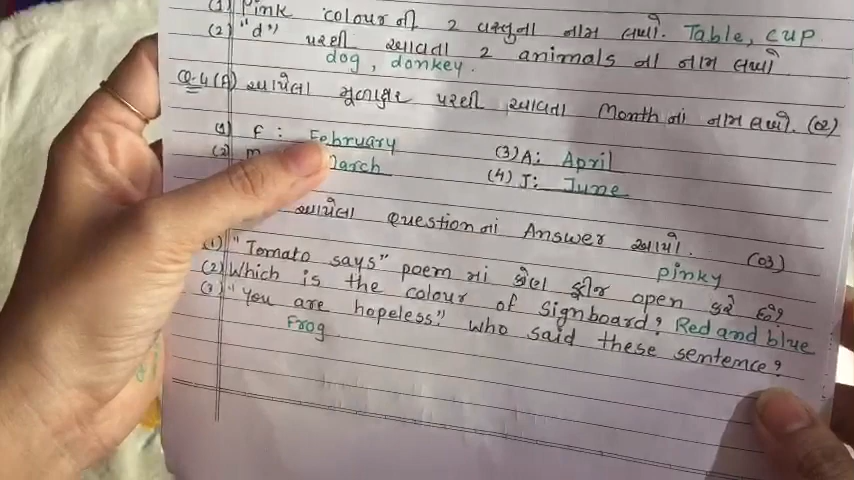 (1) Pink colour ની 2 વસ્તુના નામ લખો. Table, cup
(2) "d" પરથી આવતા 2 animals ના નામ લખો
dog, donkey.
Q-4 (A) આપેલા મૂળાક્ષર પરથી આવતા Month ના નામ લખો. (02)
(1) F : February (3) A: April
(2) m March (4) J: June
આપેલા question નાં Answer આપો. (03)
(1) "Tomato says" poem માં કોણ ફ્રીજ open કરે છે? pinky
(2) Which is the colour of signboard? Red and blue
(3) "You are hopeless". who said these sentence?
Frog